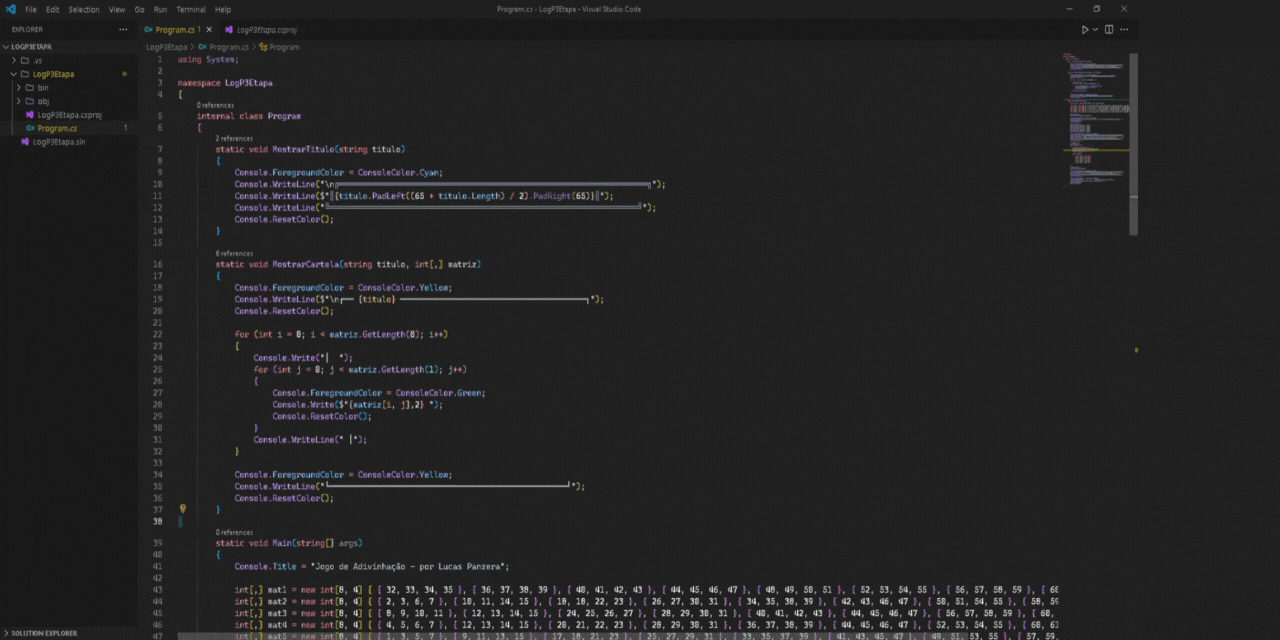 File Edit Selection View Go Run Terminal Help
Program.cs - LogP3Etapa - Visual Studio Code
EXPLORER ···
Program.cs 1 ×
LogP3Etapa.csproj
LOGP3ETAPA
LogP3Etapa > Program.cs > Program
.vs
LogP3Etapa
bin
obj
LogP3Etapa.csproj
Program.cs 1
LogP3Etapa.sln
1 using System;
2
3 namespace LogP3Etapa
4 {
0 references
5 internal class Program
6 {
2 references
7 static void MostrarTitulo(string titulo)
8 {
9 Console.ForegroundColor = ConsoleColor.Cyan;
10 Console.WriteLine("\n╔═════════════════════════════════════════════════════════════════╗");
11 Console.WriteLine($"║{titulo.PadLeft((65 + titulo.Length) / 2).PadRight(65)}║");
12 Console.WriteLine("╚═════════════════════════════════════════════════════════════════╝");
13 Console.ResetColor();
14 }
15
6 references
16 static void MostrarCartela(string titulo, int[,] matriz)
17 {
18 Console.ForegroundColor = ConsoleColor.Yellow;
19 Console.WriteLine($"\n┌── {titulo} ───────────────────────────────────────┐");
20 Console.ResetColor();
21
22 for (int i = 0; i < matriz.GetLength(0); i++)
23 {
24 Console.Write("│  ");
25 for (int j = 0; j < matriz.GetLength(1); j++)
26 {
27 Console.ForegroundColor = ConsoleColor.Green;
28 Console.Write($"{matriz[i, j],2} ");
29 Console.ResetColor();
30 }
31 Console.WriteLine(" │");
32 }
33
34 Console.ForegroundColor = ConsoleColor.Yellow;
35 Console.WriteLine("└──────────────────────────────────────────────────┘");
36 Console.ResetColor();
37 }
38
0 references
39 static void Main(string[] args)
40 {
41 Console.Title = "Jogo de Adivinhação - por Lucas Panzera";
42
43 int[,] mat1 = new int[8, 4] { { 32, 33, 34, 35 }, { 36, 37, 38, 39 }, { 40, 41, 42, 43 }, { 44, 45, 46, 47 }, { 48, 49, 50, 51 }, { 52, 53, 54, 55 }, { 56, 57, 58, 59 }, { 60
44 int[,] mat2 = new int[8, 4] { { 2, 3, 6, 7 }, { 10, 11, 14, 15 }, { 18, 18, 22, 23 }, { 26, 27, 30, 31 }, { 34, 35, 38, 39 }, { 42, 43, 46, 47 }, { 50, 51, 54, 55 }, { 58, 59
45 int[,] mat3 = new int[8, 4] { { 8, 9, 10, 11 }, { 12, 13, 14, 15 }, { 24, 25, 26, 27 }, { 28, 29, 30, 31 }, { 40, 41, 42, 43 }, { 44, 45, 46, 47 }, { 56, 57, 58, 59 }, { 60,
46 int[,] mat4 = new int[8, 4] { { 4, 5, 6, 7 }, { 12, 13, 14, 15 }, { 20, 21, 22, 23 }, { 28, 29, 30, 31 }, { 36, 37, 38, 39 }, { 44, 45, 46, 47 }, { 52, 53, 54, 55 }, { 60, 61
47 int[,] mat5 = new int[8, 4] { { 1, 3, 5, 7 }, { 9, 11, 13, 15 }, { 17, 18, 21, 23 }, { 25, 27, 29, 31 }, { 33, 35, 37, 39 }, { 41, 43, 45, 47 }, { 49, 51, 53, 55 }, { 57, 59,
SOLUTION EXPLORER